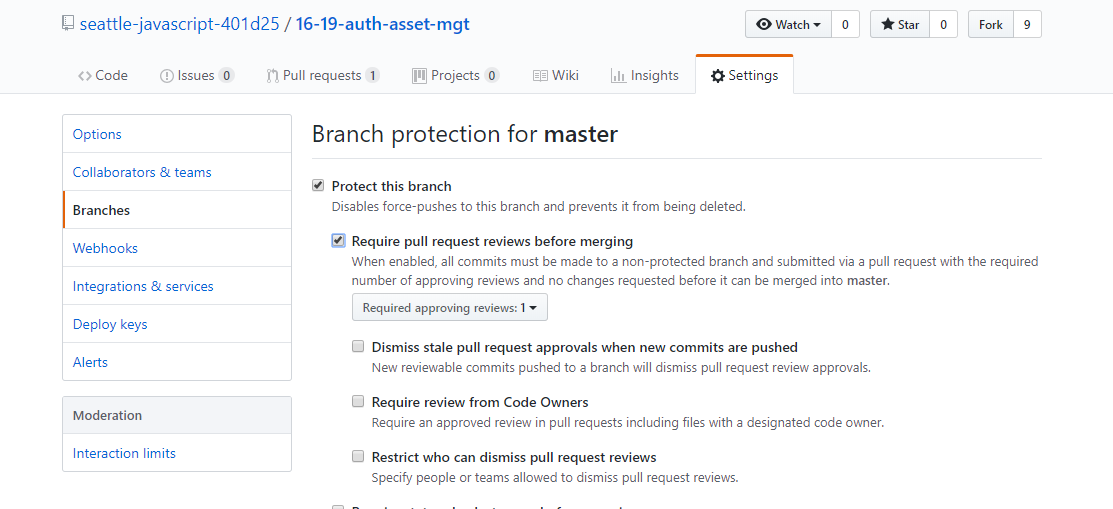 seattle-javascript-401d25 / 16-19-auth-asset-mgt
Watch 0 Star 0 Fork 9
Code Issues 0 Pull requests 1 Projects 0 Wiki Insights Settings
Options
Collaborators & teams
Branches
Webhooks
Integrations & services
Deploy keys
Alerts
Moderation
Interaction limits
Branch protection for master
Protect this branch
Disables force-pushes to this branch and prevents it from being deleted.
Require pull request reviews before merging
When enabled, all commits must be made to a non-protected branch and submitted via a pull request with the required
number of approving reviews and no changes requested before it can be merged into master.
Required approving reviews: 1
Dismiss stale pull request approvals when new commits are pushed
New reviewable commits pushed to a branch will dismiss pull request review approvals.
Require review from Code Owners
Require an approved review in pull requests including files with a designated code owner.
Restrict who can dismiss pull request reviews
Specify people or teams allowed to dismiss pull request reviews.